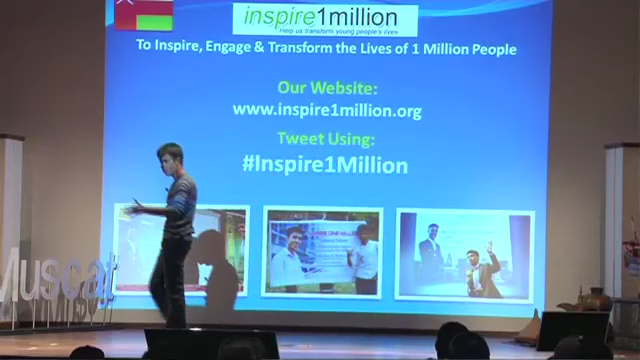 inspire1million
Help us transform young people's lives
To Inspire, Engage & Transform the Lives of 1 Million People
Our Website:
www.inspire1million.org
Tweet Using:
#Inspire1Million
Muscat